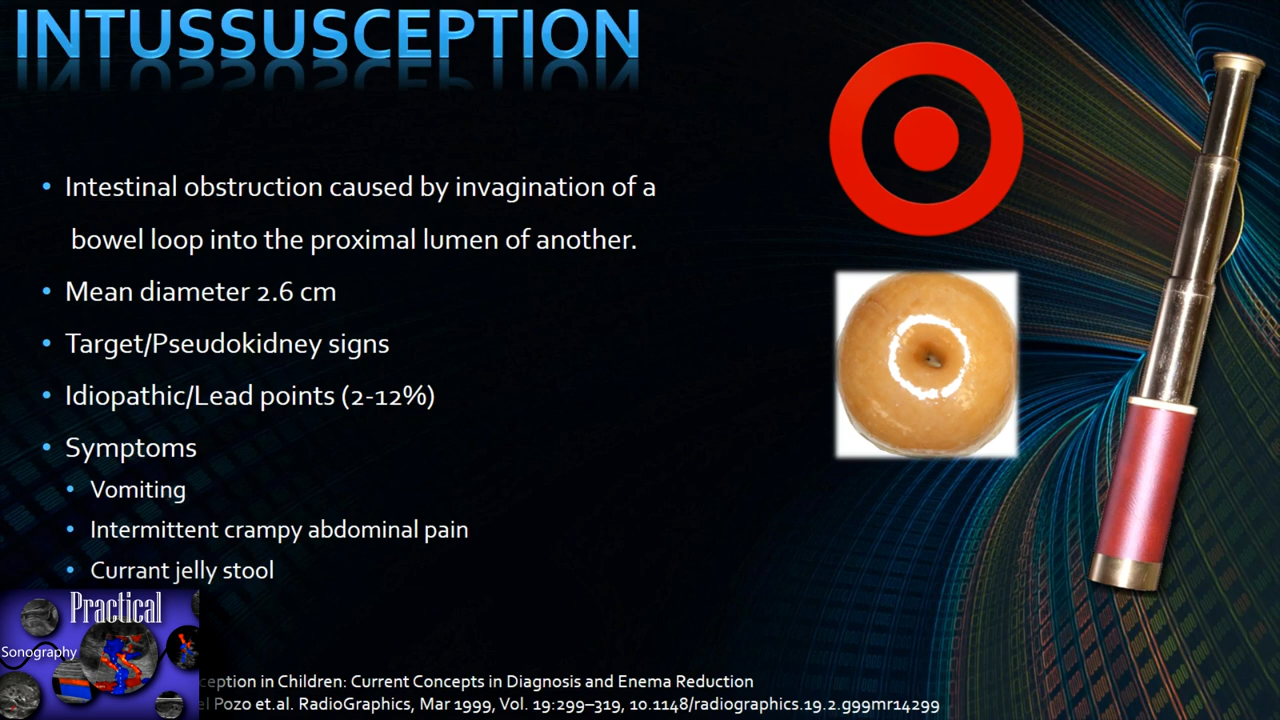 INTUSSUSCEPTION
• Intestinal obstruction caused by invagination of a
bowel loop into the proximal lumen of another.
• Mean diameter 2.6 cm
• Target/Pseudokidney signs
• Idiopathic/Lead points (2-12%)
• Symptoms
• Vomiting
• Intermittent crampy abdominal pain
• Currant jelly stool
Practical
Sonography
ception in Children: Current Concepts in Diagnosis and Enema Reduction
el Pozo et.al. RadioGraphics, Mar 1999, Vol. 19:299–319, 10.1148/radiographics.19.2.g99mr14299